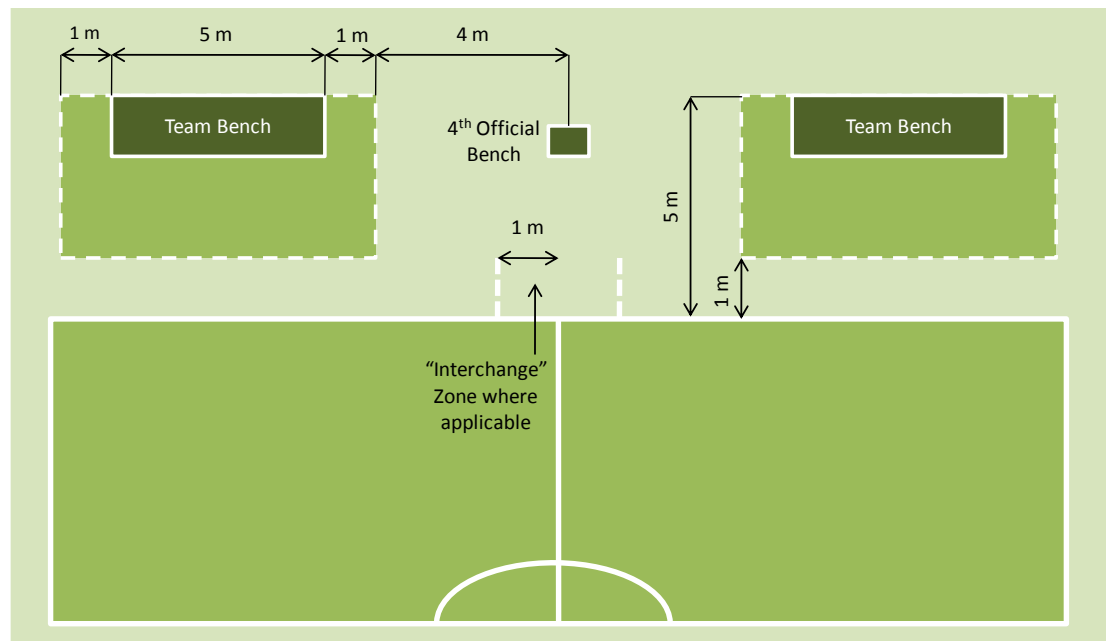 1 m
5 m
1 m
4 m
Team Bench
4th Official
Bench
Team Bench
5 m
1 m
1 m
“Interchange”
Zone where
applicable